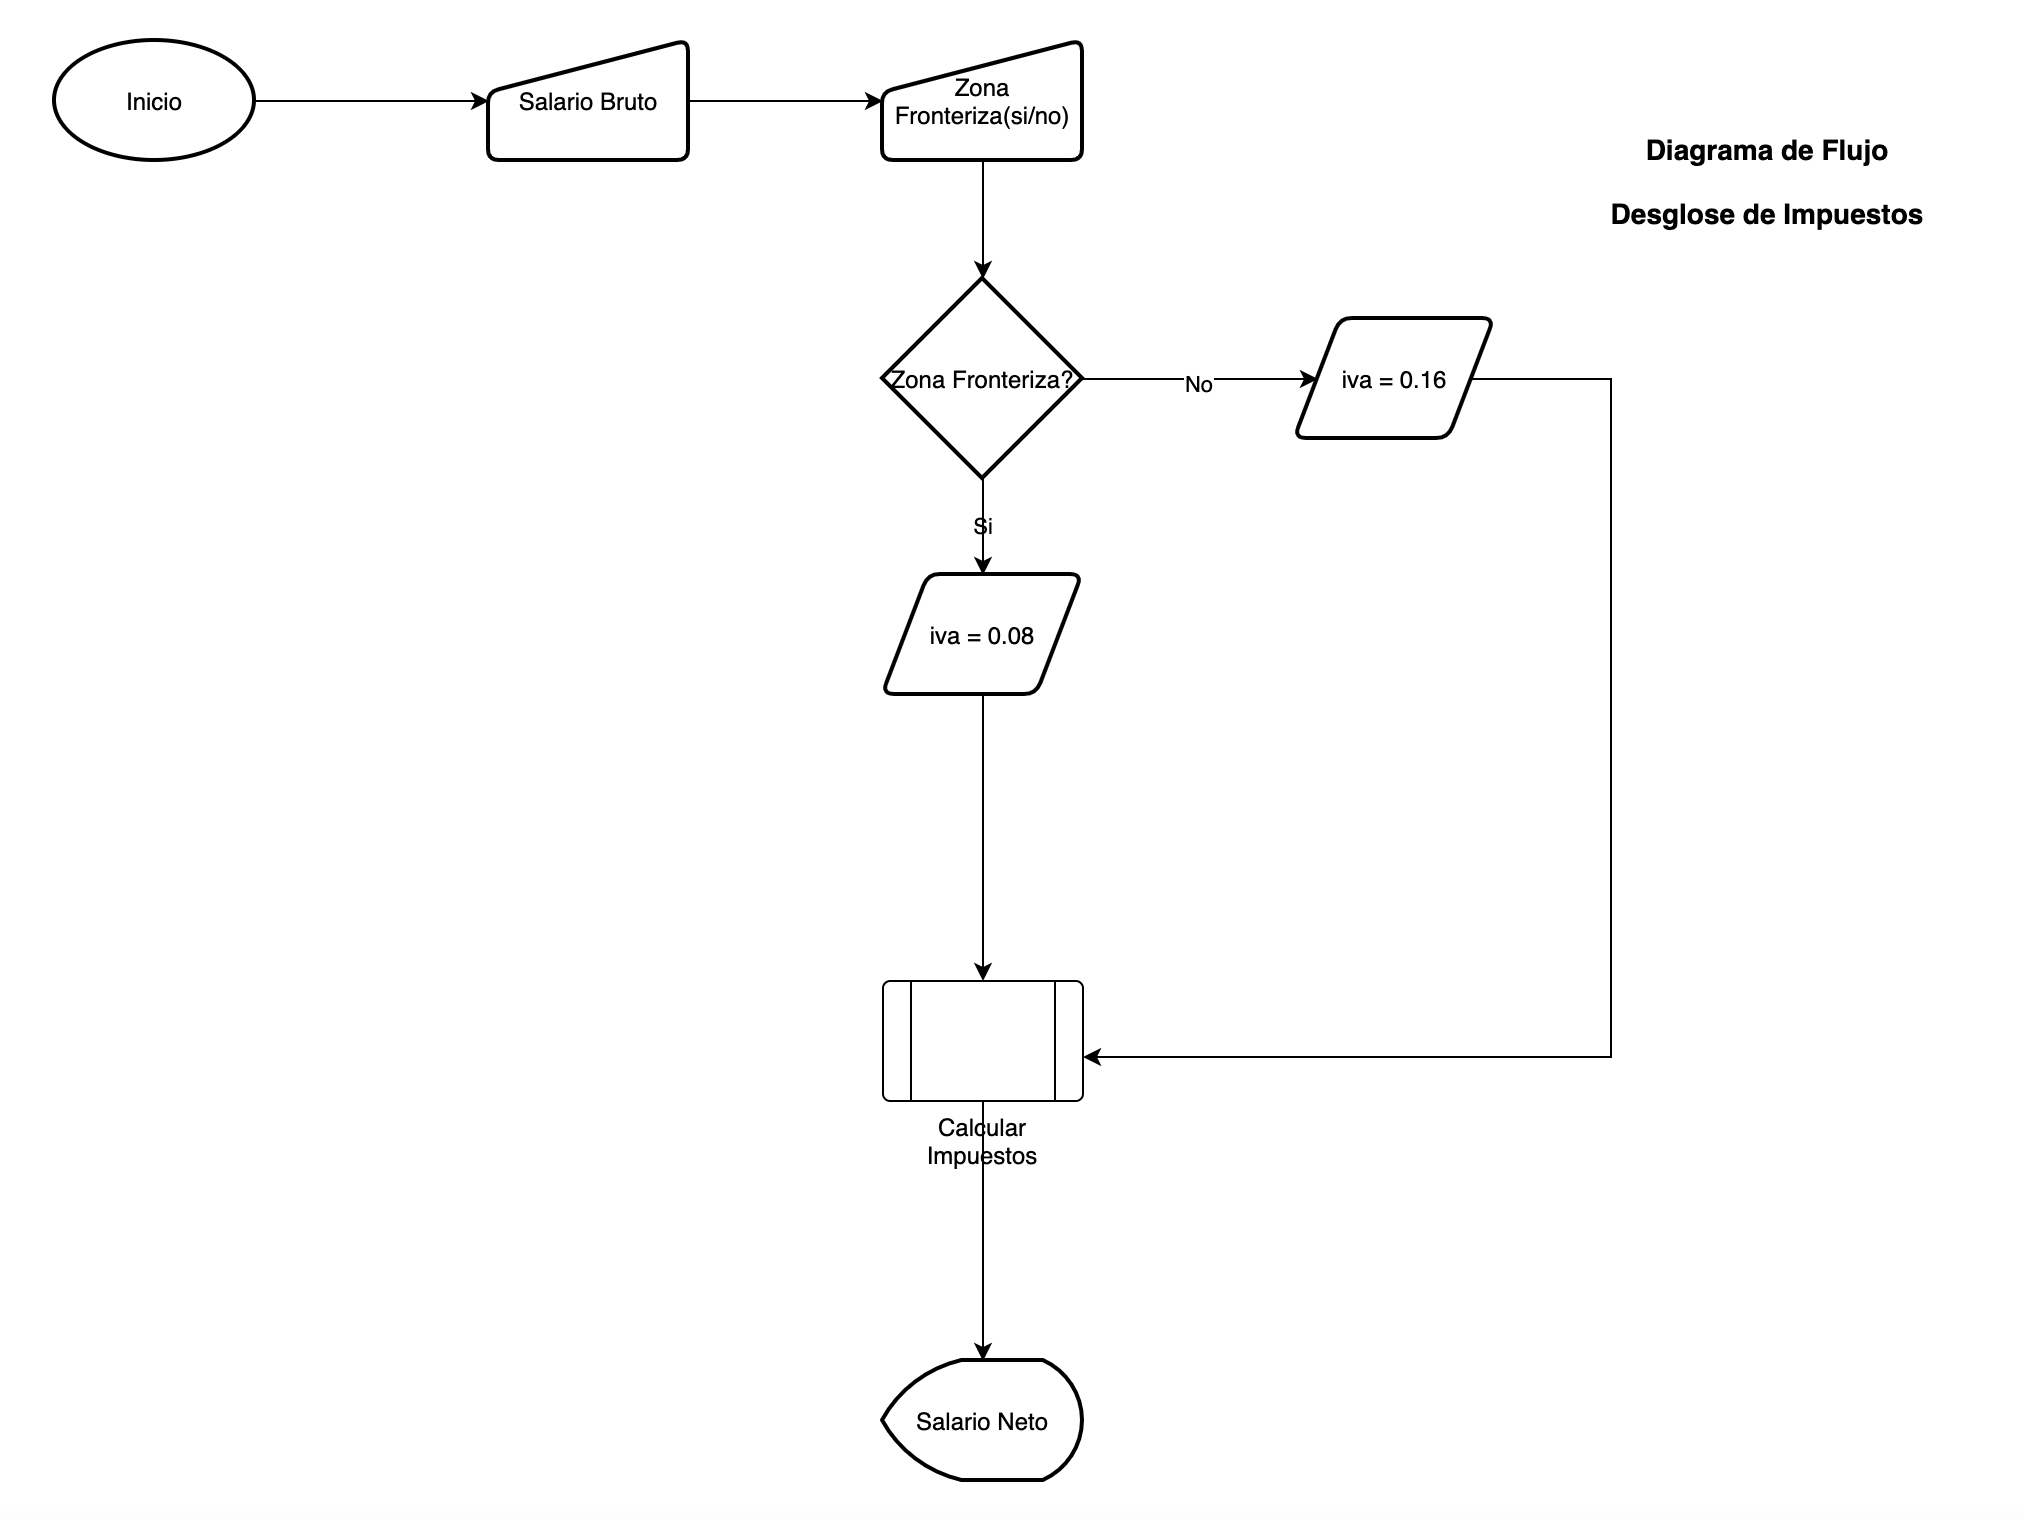 Inicio
Salario Bruto
Zona
Fronteriza(si/no)
Diagrama de Flujo
Desglose de Impuestos
Zona Fronteriza?
No
iva = 0.16
Si
iva = 0.08
Calcular
Impuestos
Salario Neto